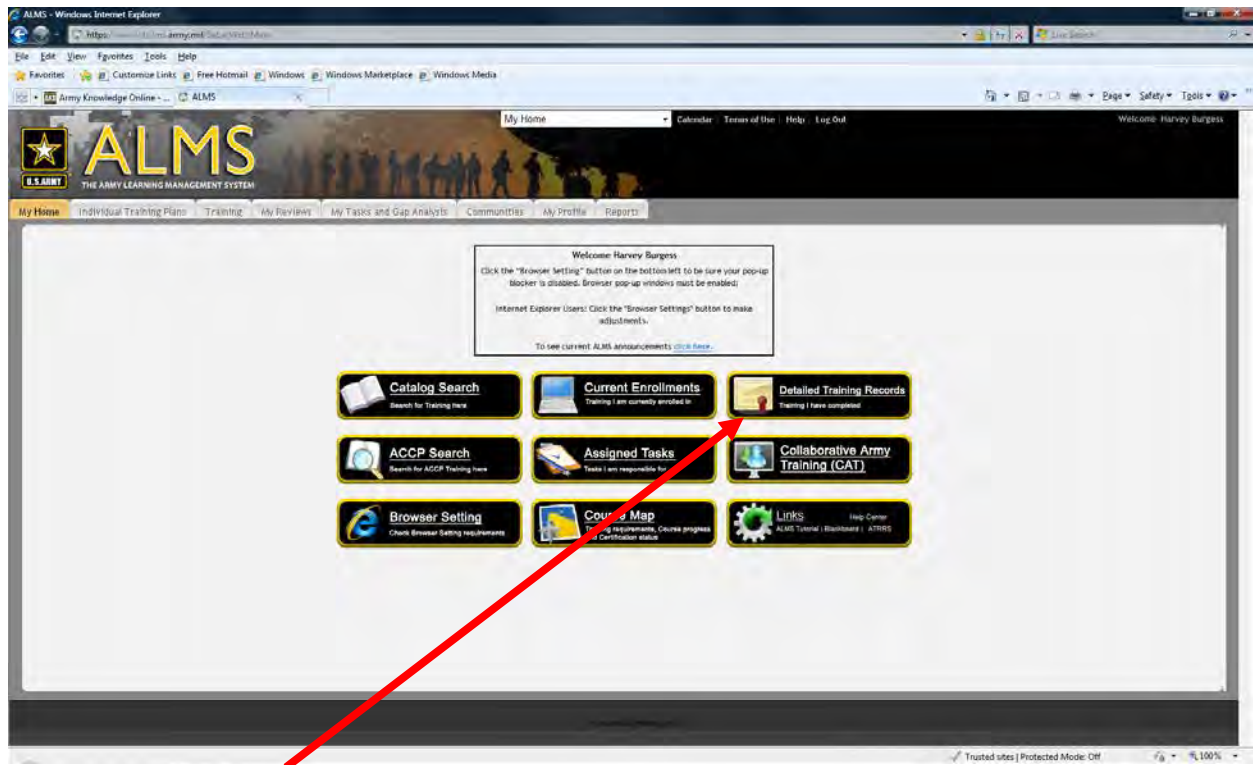 ALMS - Windows Internet Explorer
File Edit View Favorites Tools Help
Favorites Customize Links Free Hotmail Windows Windows Marketplace Windows Media
Army Knowledge Online - ... ALMS Page Safety Tools
My Home Calendar Terms of Use Help Log Out Welcome Harvey Burgess
ALMS
U.S.ARMY THE ARMY LEARNING MANAGEMENT SYSTEM
My Home Individual Training Plans Training My Reviews My Tasks and Gap Analysis Communities My Profile Reports
Welcome Harvey Burgess
Click the "Browser Setting" button on the bottom left to be sure your pop-up
blocker is disabled. Browser pop-up windows must be enabled;
Internet Explorer Users: Click the "Browser Settings" button to make
adjustments.
To see current ALMS announcements click here.
Catalog Search
Search for Training here
Current Enrollments
Training I am currently enrolled in
Detailed Training Records
Training I have completed
ACCP Search
Search for ACCP Training here
Assigned Tasks
Tasks I am responsible for
Collaborative Army
Training (CAT)
Browser Setting
Check Browser Setting requirements
Course Map
Training requirements, Course progress
and Certification status
Links Help Center
ALMS Tutorial | Blackboard | ATRRS
Trusted sites | Protected Mode: Off 100%